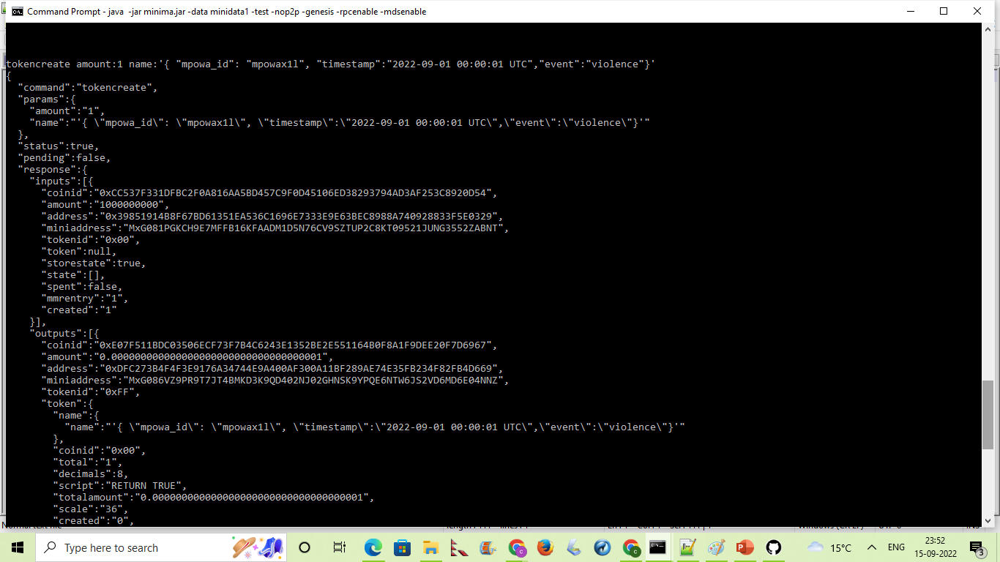 Command Prompt - java -jar minima.jar -data minidata1 -test -nop2p -genesis -rpcenable -mdsenable
tokencreate amount:1 name:'{ "mpowa_id": "mpowax1l", "timestamp":"2022-09-01 00:00:01 UTC","event":"violence"}'
{
"command":"tokencreate",
"params":{
"amount":"1",
"name":"'{ \"mpowa_id\": \"mpowax1l\", \"timestamp\":\"2022-09-01 00:00:01 UTC\",\"event\":\"violence\"}'"
},
"status":true,
"pending":false,
"response":{
"inputs":[{
"coinid":"0xCC537F331DFBC2F0A816AA5BD457C9F0D45106ED38293794AD3AF253C8920D54",
"amount":"1000000000",
"address":"0x39851914B8F67BD61351EA536C1696E7333E9E63BEC8988A740928833F5E0329",
"miniaddress":"MxG081PGKCH9E7MFFB16KFAADM1D5N76CV9SZTUP2C8KT09521JUNG3552ZABNT",
"tokenid":"0x00",
"token":null,
"storestate":true,
"state":[],
"spent":false,
"mmrentry":"1",
"created":"1"
}],
"outputs":[{
"coinid":"0xE07F511BDC03506ECF73F7B4C6243E1352BE2E551164B0F8A1F9DEE20F7D6967",
"amount":"0.000000000000000000000000000000000001",
"address":"0xDFC273B4F4F3E9176A34744E9A400AF300A11BF289AE74E35FB234F82FB4D669",
"miniaddress":"MxG086VZ9PR9T7JT4BMKD3K9QD402NJ02GHNSK9YPQE6NTW6JS2VD6MD6E04NNZ",
"tokenid":"0xFF",
"token":{
"name":{
"name":"'{ \"mpowa_id\": \"mpowax1l\", \"timestamp\":\"2022-09-01 00:00:01 UTC\",\"event\":\"violence\"}'"
},
"coinid":"0x00",
"total":"1",
"decimals":8,
"script":"RETURN TRUE",
"totalamount":"0.000000000000000000000000000000000001",
"scale":"36",
"created":"0",
Type here to search
15°C
ENG
23:52
15-09-2022
3